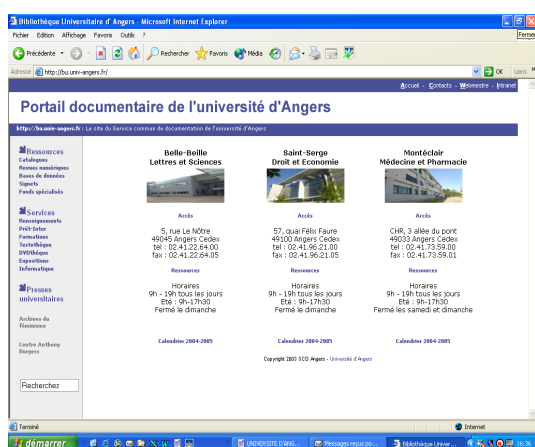 Bibliothèque Universitaire d' Angers - Microsoft Internet Explorer
Fichier Edition Affichage Favoris Outils ?
Fermer
Précédente Rechercher Favoris Média
Adresse http://bu.univ-angers.fr/ OK Liens »
Accueil - Contacts - Webmestre - Intranet
Portail documentaire de l'université d'Angers
http://bu.univ-angers.fr : Le site du Service commun de documentation de l'université d'Angers
Ressources
Catalogues
Revues numériques
Bases de données
Signets
Fonds spécialisés
Services
Renseignements
Prêt-Inter
Formations
Testothèque
DVDthèque
Expositions
Informatique
Presses
universitaires
Archives du
féminisme
Centre Anthony
Burgess
Recherchez
Belle-Beille
Lettres et Sciences
Accès
5, rue Le Nôtre
49045 Angers Cedex
tel : 02.41.22.64.00
fax : 02.41.22.64.05
Ressources
Horaires
9h - 19h tous les jours
Eté : 9h-17h30
Fermé le dimanche
Calendrier 2004-2005
Saint-Serge
Droit et Economie
Accès
57, quai Félix Faure
49100 Angers Cedex
tel : 02.41.96.21.00
fax : 02.41.96.21.05
Ressources
Horaires
9h - 19h tous les jours
Eté : 9h-17h30
Fermé le dimanche
Calendrier 2004-2005
Montéclair
Médecine et Pharmacie
Accès
CHR, 3 allée du pont
49033 Angers Cedex
tel : 02.41.73.59.00
fax : 02.41.73.59.01
Ressources
Horaires
9h - 19h tous les jours
Eté : 9h-17h30
Fermé les samedi et dimanche
Calendrier 2004-2005
Copyright 2003 SCD Angers - Université d'Angers
Terminé Internet
démarrer UNIVERSITE D'ANG... Messages reçus po... Bibliothèque Univer... 16:36